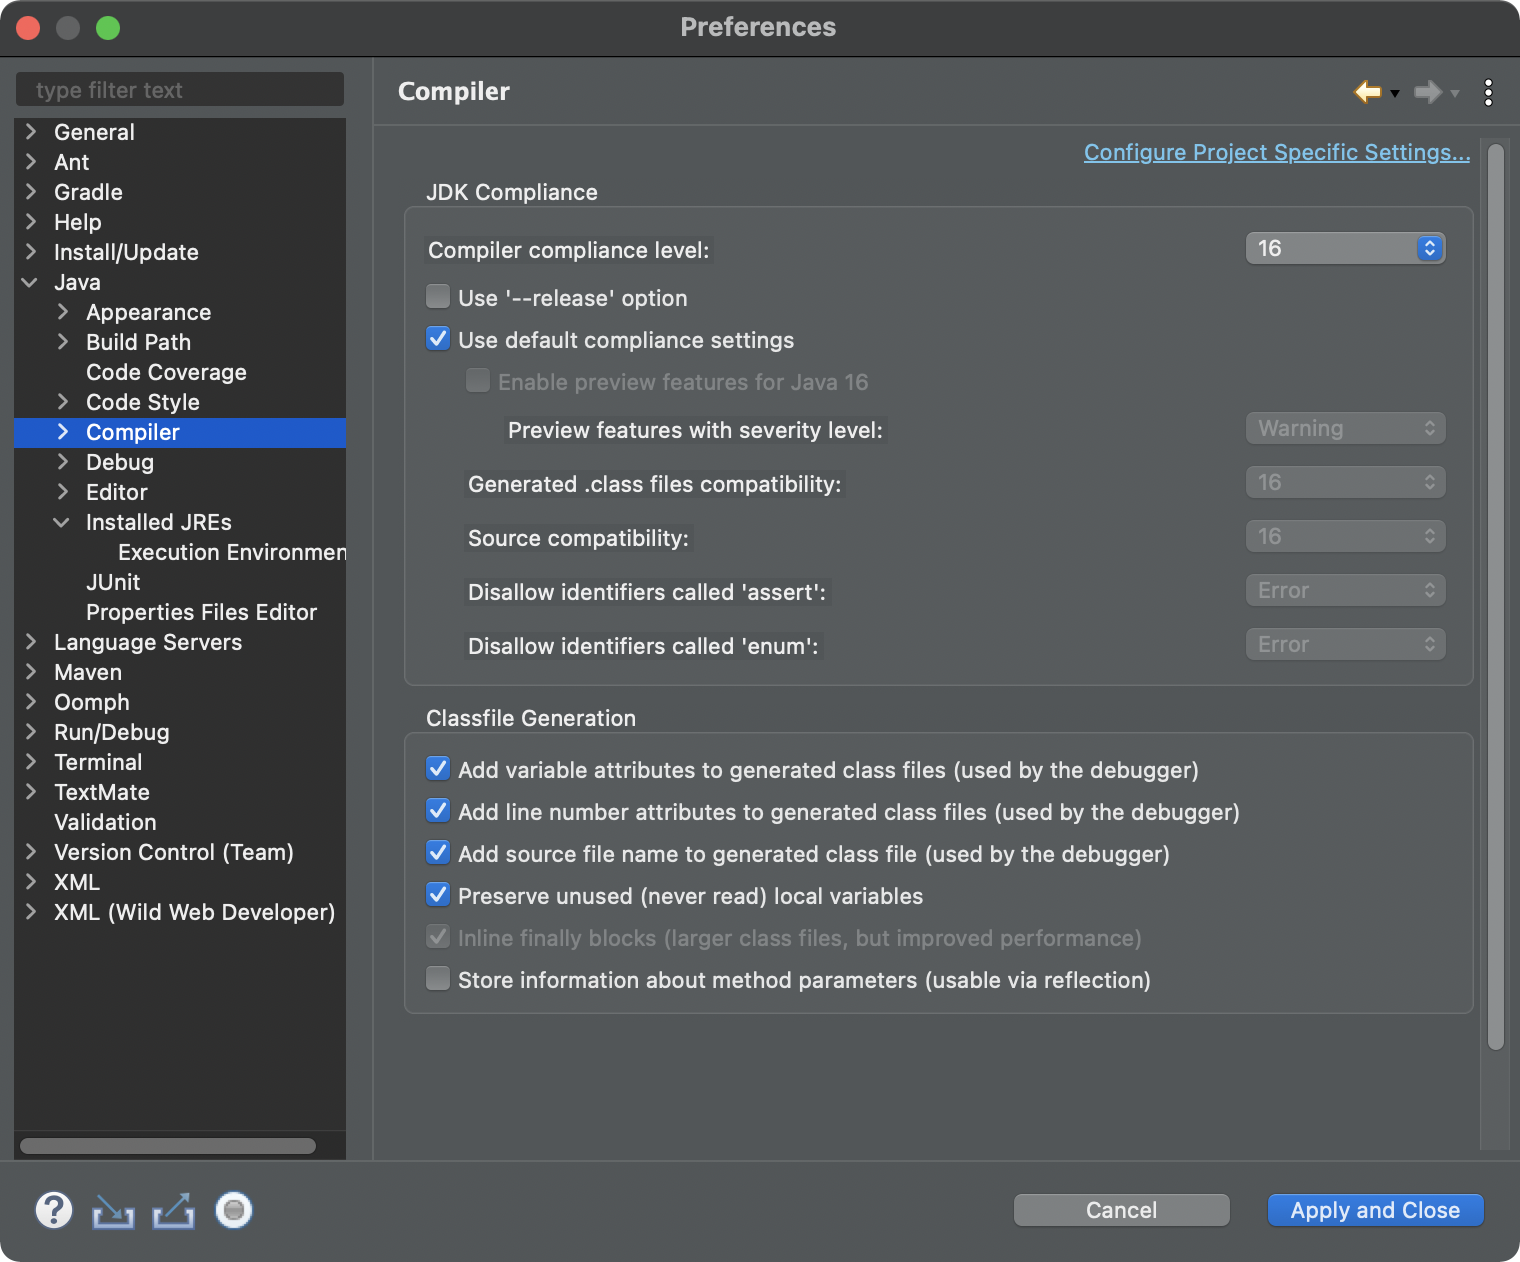 Preferences
type filter text
General
Ant
Gradle
Help
Install/Update
Java
Appearance
Build Path
Code Coverage
Code Style
Compiler
Debug
Editor
Installed JREs
Execution Environmen
JUnit
Properties Files Editor
Language Servers
Maven
Oomph
Run/Debug
Terminal
TextMate
Validation
Version Control (Team)
XML
XML (Wild Web Developer)
Compiler
Configure Project Specific Settings...
JDK Compliance
Compiler compliance level: 16
Use '--release' option
Use default compliance settings
Enable preview features for Java 16
Preview features with severity level: Warning
Generated .class files compatibility: 16
Source compatibility: 16
Disallow identifiers called 'assert': Error
Disallow identifiers called 'enum': Error
Classfile Generation
Add variable attributes to generated class files (used by the debugger)
Add line number attributes to generated class files (used by the debugger)
Add source file name to generated class file (used by the debugger)
Preserve unused (never read) local variables
Inline finally blocks (larger class files, but improved performance)
Store information about method parameters (usable via reflection)
?
Cancel
Apply and Close